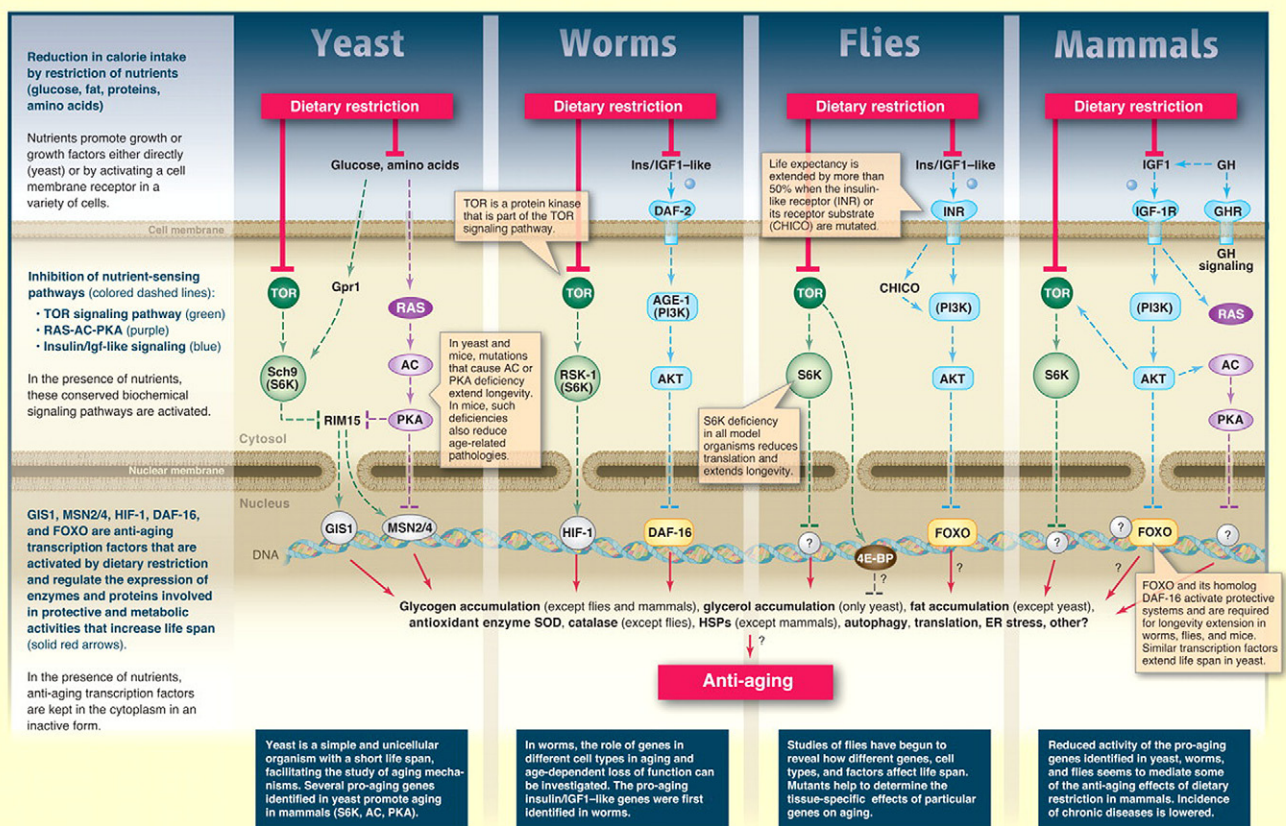 Yeast
Worms
Flies
Mammals
Reduction in calorie intake
by restriction of nutrients
(glucose, fat, proteins,
amino acids)
Nutrients promote growth or
growth factors either directly
(yeast) or by activating a cell
membrane receptor in a
variety of cells.
Cell membrane
Inhibition of nutrient-sensing
pathways (colored dashed lines):
• TOR signaling pathway (green)
• RAS-AC-PKA (purple)
• Insulin/Igf-like signaling (blue)
In the presence of nutrients,
these conserved biochemical
signaling pathways are activated.
Cytosol
Nuclear membrane
Nucleus
GIS1, MSN2/4, HIF-1, DAF-16,
and FOXO are anti-aging
transcription factors that are
activated by dietary restriction
and regulate the expression of
enzymes and proteins involved
in protective and metabolic
activities that increase life span
(solid red arrows).
In the presence of nutrients,
anti-aging transcription factors
are kept in the cytoplasm in an
inactive form.
DNA
Dietary restriction
Glucose, amino acids
TOR
Gpr1
RAS
Sch9
(S6K)
AC
RIM15
PKA
GIS1
MSN2/4
In yeast and
mice, mutations
that cause AC or
PKA deficiency
extend longevity.
In mice, such
deficiencies
also reduce
age-related
pathologies.
Dietary restriction
Ins/IGF1–like
TOR is a protein kinase
that is part of the TOR
signaling pathway.
DAF-2
TOR
AGE-1
(PI3K)
RSK-1
(S6K)
AKT
HIF-1
DAF-16
Dietary restriction
Ins/IGF1–like
Life expectancy is
extended by more than
50% when the insulin-
like receptor (INR) or
its receptor substrate
(CHICO) are mutated.
INR
TOR
CHICO
(PI3K)
S6K
AKT
S6K deficiency
in all model
organisms reduces
translation and
extends longevity.
?
4E-BP
?
FOXO
?
Dietary restriction
IGF1
GH
IGF-1R
GHR
GH
signaling
TOR
(PI3K)
RAS
S6K
AKT
AC
PKA
?
?
FOXO
?
?
?
FOXO and its homolog
DAF-16 activate protective
systems and are required
for longevity extension in
worms, flies, and mice.
Similar transcription factors
extend life span in yeast.
Glycogen accumulation (except flies and mammals), glycerol accumulation (only yeast), fat accumulation (except yeast),
antioxidant enzyme SOD, catalase (except flies), HSPs (except mammals), autophagy, translation, ER stress, other?
?
Anti-aging
Yeast is a simple and unicellular
organism with a short life span,
facilitating the study of aging mecha-
nisms. Several pro-aging genes
identified in yeast promote aging
in mammals (S6K, AC, PKA).
In worms, the role of genes in
different cell types in aging and
age-dependent loss of function can
be investigated. The pro-aging
insulin/IGF1–like genes were first
identified in worms.
Studies of flies have begun to
reveal how different genes, cell
types, and factors affect life span.
Mutants help to determine the
tissue-specific effects of particular
genes on aging.
Reduced activity of the pro-aging
genes identified in yeast, worms,
and flies seems to mediate some
of the anti-aging effects of dietary
restriction in mammals. Incidence
of chronic diseases is lowered.